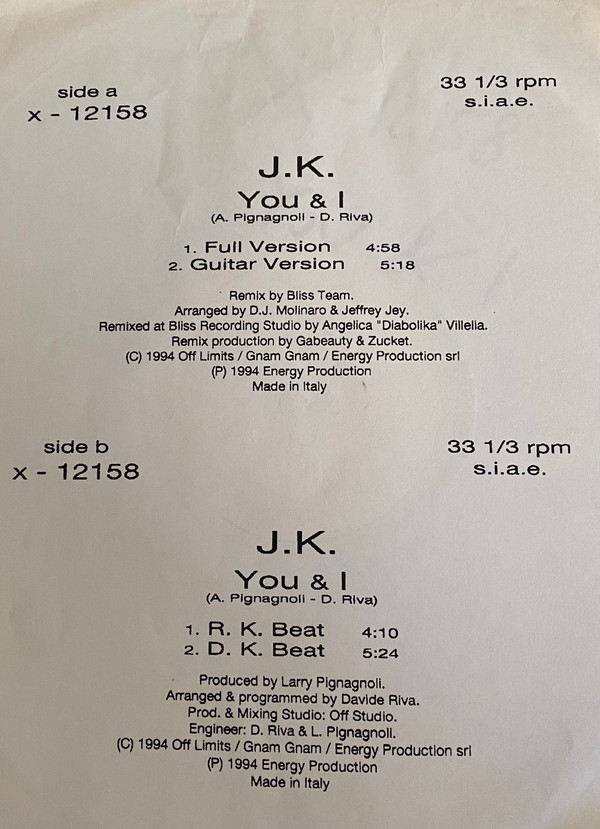 side a
33 1/3 rpm
x - 12158
s.i.a.e.
J.K.
You & I
(A. Pignagnoli - D. Riva)
1. Full Version 4:58
2. Guitar Version 5:18
Remix by Bliss Team.
Arranged by D.J. Molinaro & Jeffrey Jey.
Remixed at Bliss Recording Studio by Angelica "Diabolika" Villella.
Remix production by Gabeauty & Zucket.
(C) 1994 Off Limits / Gnam Gnam / Energy Production srl
(P) 1994 Energy Production
Made in Italy
side b
33 1/3 rpm
x - 12158
s.i.a.e.
J.K.
You & I
(A. Pignagnoli - D. Riva)
1. R. K. Beat 4:10
2. D. K. Beat 5:24
Produced by Larry Pignagnoli.
Arranged & programmed by Davide Riva.
Prod. & Mixing Studio: Off Studio.
Engineer: D. Riva & L. Pignagnoli.
(C) 1994 Off Limits / Gnam Gnam / Energy Production srl
(P) 1994 Energy Production
Made in Italy